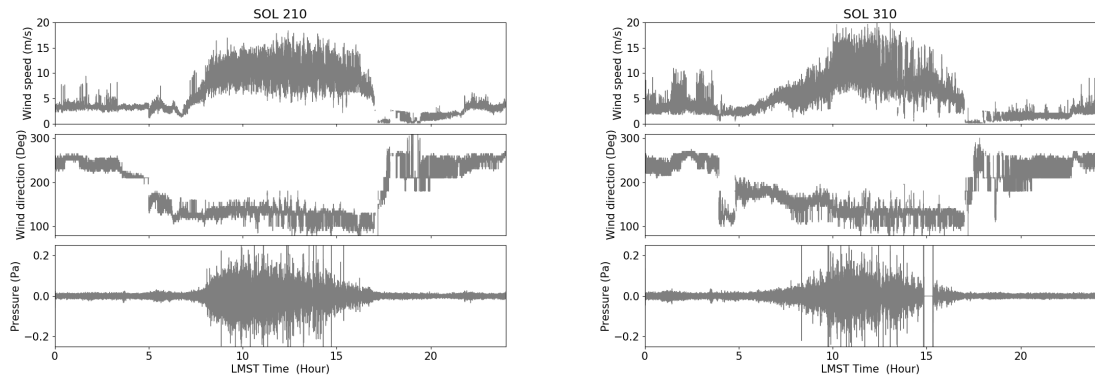 SOL 210
Wind speed (m/s)
20
15
10
5
0
Wind direction (Deg)
300
200
100
Pressure (Pa)
0.2
0.0
−0.2
0 5 10 15 20
LMST Time (Hour)
SOL 310
Wind speed (m/s)
20
15
10
5
0
Wind direction (Deg)
300
200
100
Pressure (Pa)
0.2
0.0
−0.2
0 5 10 15 20
LMST Time (Hour)